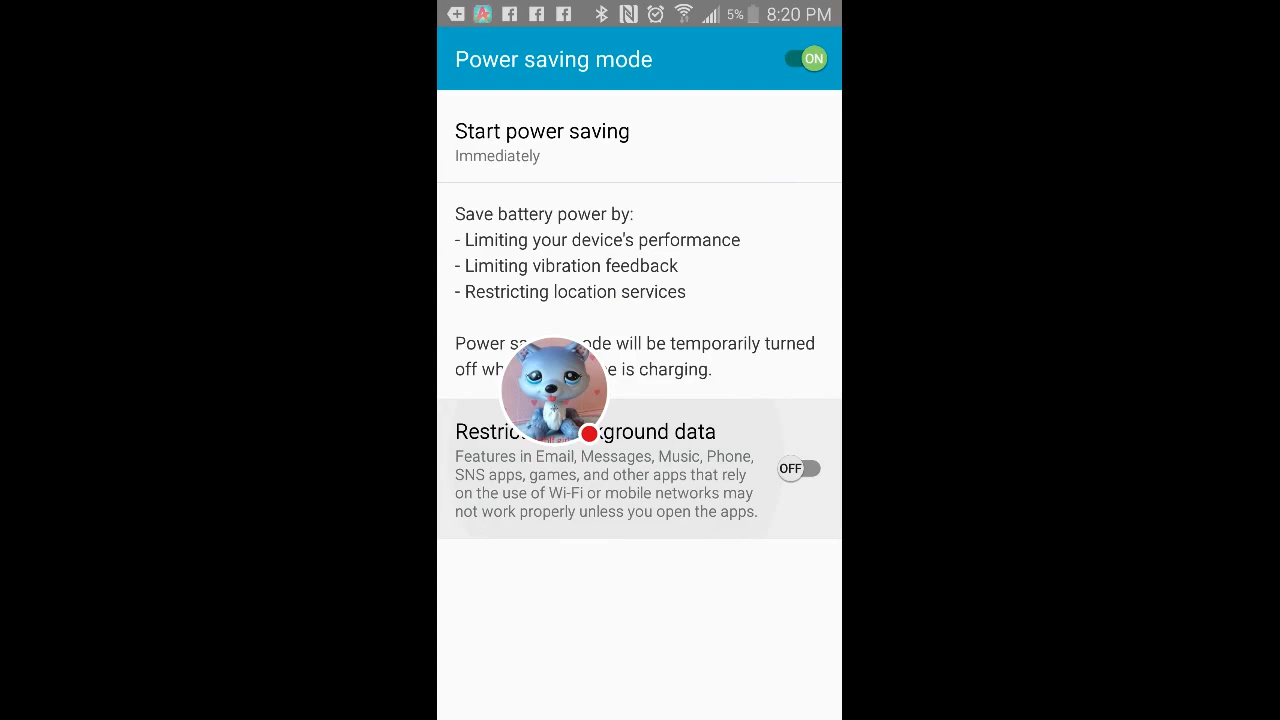 5% 8:20 PM
Power saving mode ON
Start power saving
Immediately
Save battery power by:
- Limiting your device's performance
- Limiting vibration feedback
- Restricting location services
Power ode will be temporarily turned
off e is charging.
Restric kground data
Features in Email, Messages, Music, Phone,
SNS apps, games, and other apps that rely
on the use of Wi-Fi or mobile networks may
not work properly unless you open the apps.
OFF